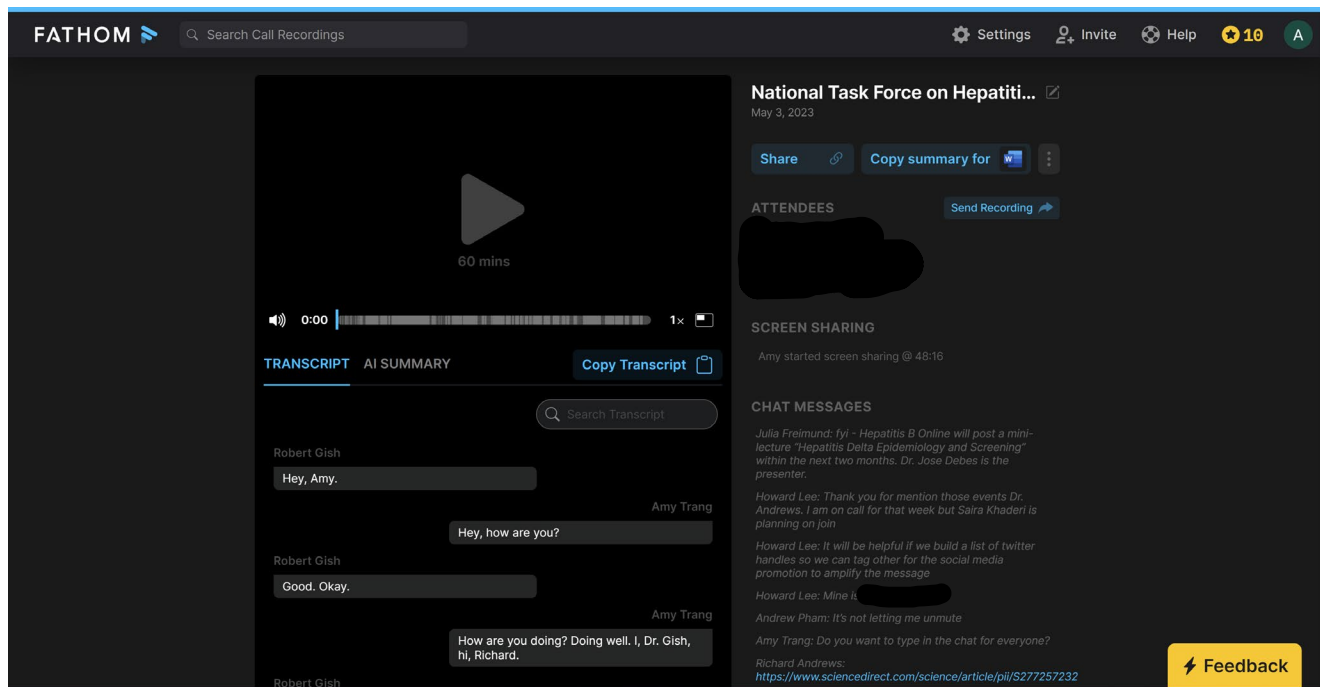 FATHOM
Search Call Recordings
Settings
Invite
Help
10
A
60 mins
0:00
1x
TRANSCRIPT
AI SUMMARY
Copy Transcript
Search Transcript
Robert Gish
Hey, Amy.
Amy Trang
Hey, how are you?
Robert Gish
Good. Okay.
Amy Trang
How are you doing? Doing well. I, Dr. Gish,
hi, Richard.
Robert Gish
National Task Force on Hepatiti...
May 3, 2023
Share
Copy summary for
W
ATTENDEES
Send Recording
SCREEN SHARING
Amy started screen sharing @ 48:16
CHAT MESSAGES
Julia Freimund: fyi - Hepatitis B Online will post a mini-
lecture "Hepatitis Delta Epidemiology and Screening"
within the next two months. Dr. Jose Debes is the
presenter.
Howard Lee: Thank you for mention those events Dr.
Andrews. I am on call for that week but Saira Khaderi is
planning on join
Howard Lee: It will be helpful if we build a list of twitter
handles so we can tag other for the social media
promotion to amplify the message
Howard Lee: Mine is
Andrew Pham: It's not letting me unmute
Amy Trang: Do you want to type in the chat for everyone?
Richard Andrews:
https://www.sciencedirect.com/science/article/pii/S277257232
Feedback